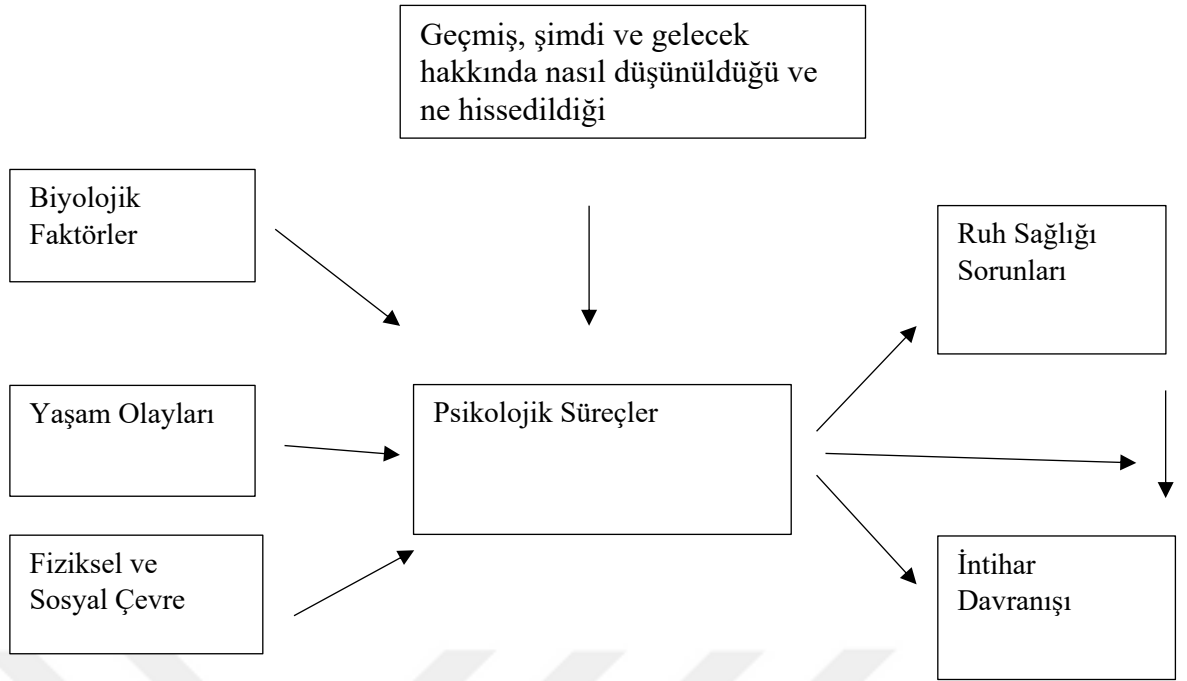 Geçmiş, şimdi ve gelecek
hakkında nasıl düşünüldüğü ve
ne hissedildiği
Biyolojik
Faktörler
Ruh Sağlığı
Sorunları
Yaşam Olayları
Psikolojik Süreçler
Fiziksel ve
Sosyal Çevre
İntihar
Davranışı